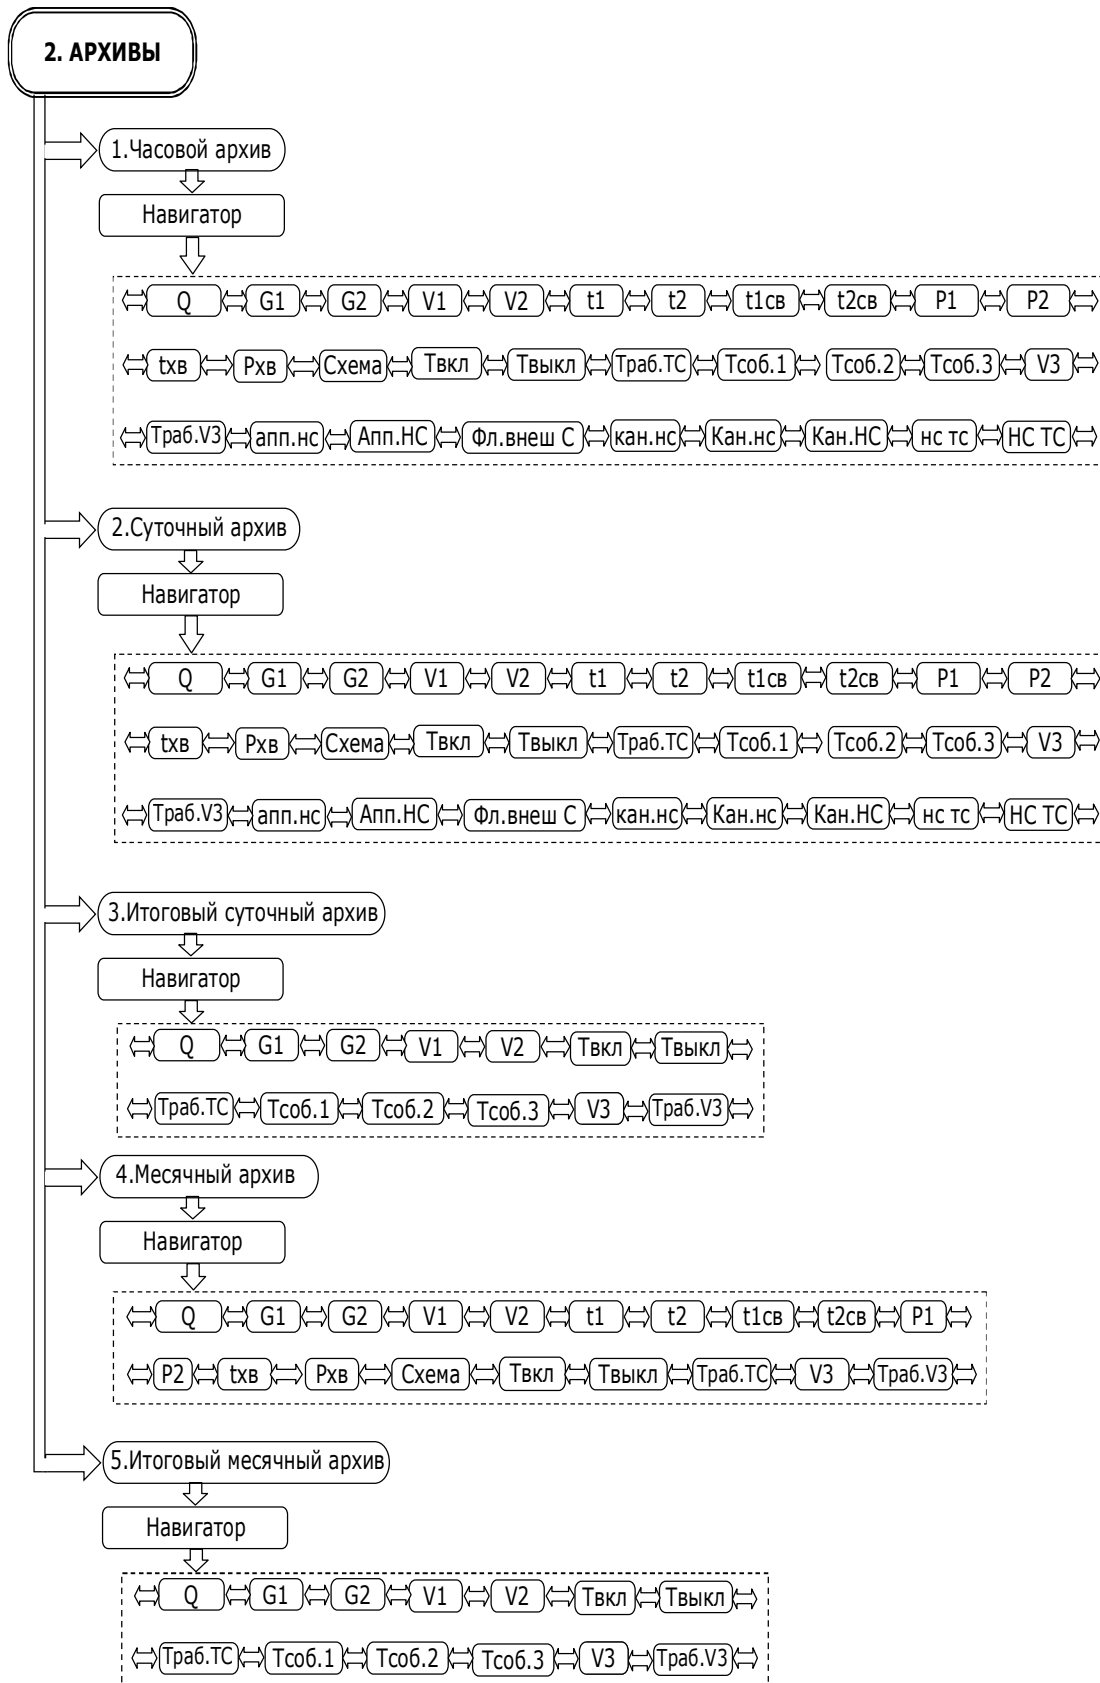 2. АРХИВЫ
1.Часовой архив
Навигатор
Q G1 G2 V1 V2 t1 t2 t1св t2св P1 P2
tхв Pхв Схема Твкл Твыкл Траб.ТС Тсоб.1 Тсоб.2 Тсоб.3 V3
Траб.V3 апп.нс Апп.НС Фл.внеш С кан.нс Кан.нс Кан.НС нс тс НС ТС
2.Суточный архив
Навигатор
Q G1 G2 V1 V2 t1 t2 t1св t2св P1 P2
tхв Pхв Схема Твкл Твыкл Траб.ТС Тсоб.1 Тсоб.2 Тсоб.3 V3
Траб.V3 апп.нс Апп.НС Фл.внеш С кан.нс Кан.нс Кан.НС нс тс НС ТС
3.Итоговый суточный архив
Навигатор
Q G1 G2 V1 V2 Твкл Твыкл
Траб.ТС Тсоб.1 Тсоб.2 Тсоб.3 V3 Траб.V3
4.Месячный архив
Навигатор
Q G1 G2 V1 V2 t1 t2 t1св t2св P1
P2 tхв Pхв Схема Твкл Твыкл Траб.ТС V3 Траб.V3
5.Итоговый месячный архив
Навигатор
Q G1 G2 V1 V2 Твкл Твыкл
Траб.ТС Тсоб.1 Тсоб.2 Тсоб.3 V3 Траб.V3